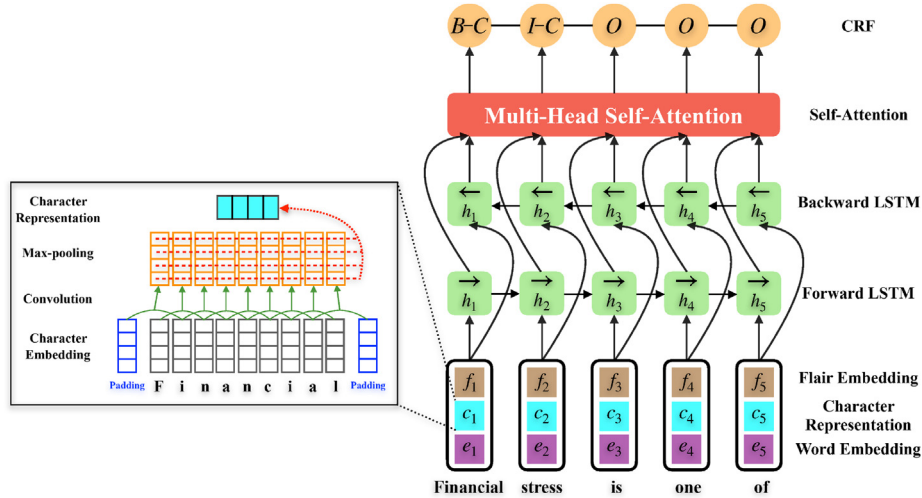 B-C I-C O O O CRF
Multi-Head Self-Attention Self-Attention
← ← ← ← ←
h1 h2 h3 h4 h5 Backward LSTM
→ → → → →
h1 h2 h3 h4 h5 Forward LSTM
f1 f2 f3 f4 f5 Flair Embedding
c1 c2 c3 c4 c5 Character
Representation
e1 e2 e3 e4 e5 Word Embedding
Financial stress is one of
Character
Representation
Max-pooling
Convolution
Character
Embedding
Padding F i n a n c i a l Padding